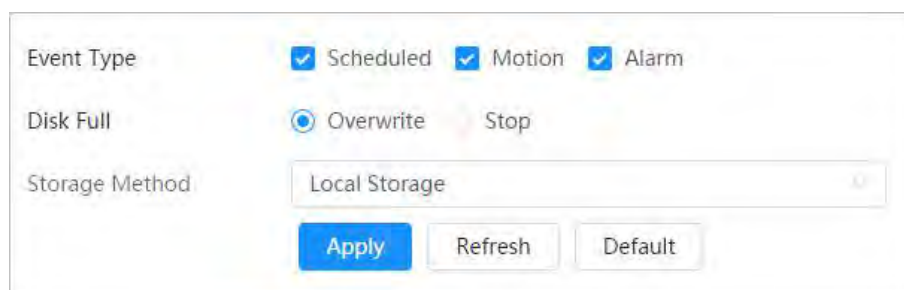 Event Type Scheduled Motion Alarm
Disk Full Overwrite Stop
Storage Method Local Storage
Apply Refresh Default